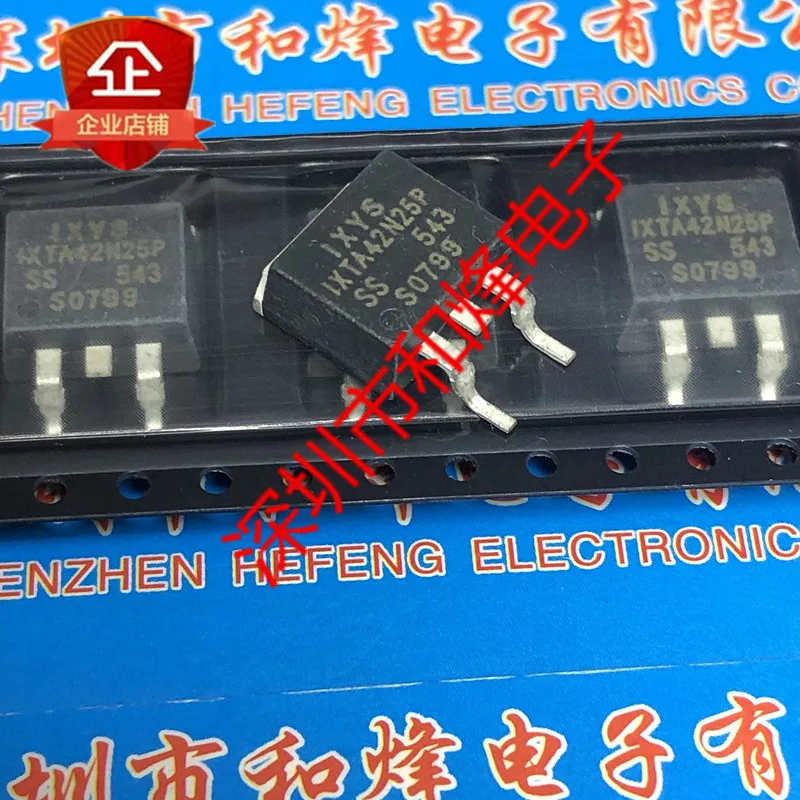 深圳市和烽电子有限公
企
企业店铺
HENZHEN HEFENG ELECTRONICS C
IXYS
IXTA42N25P
SS 543
S0799
IXYS
IXTA42N25P
SS 543
S0799
IXYS
IXTA42N25P
SS 543
S0799
深圳市和烽电子
ENZHEN HEFENG ELECTRONICS
圳市和烽电子有